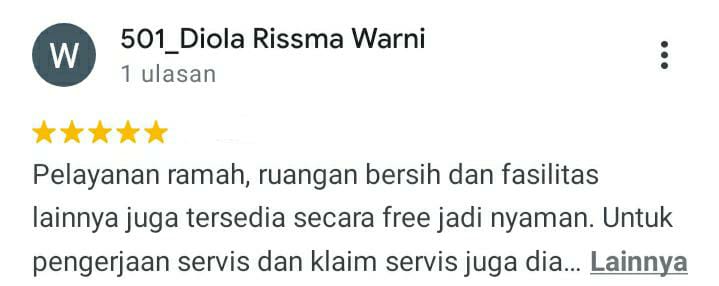 W
501_Diola Rissma Warni
1 ulasan
Pelayanan ramah, ruangan bersih dan fasilitas
lainnya juga tersedia secara free jadi nyaman. Untuk
pengerjaan servis dan klaim servis juga dia... Lainnya